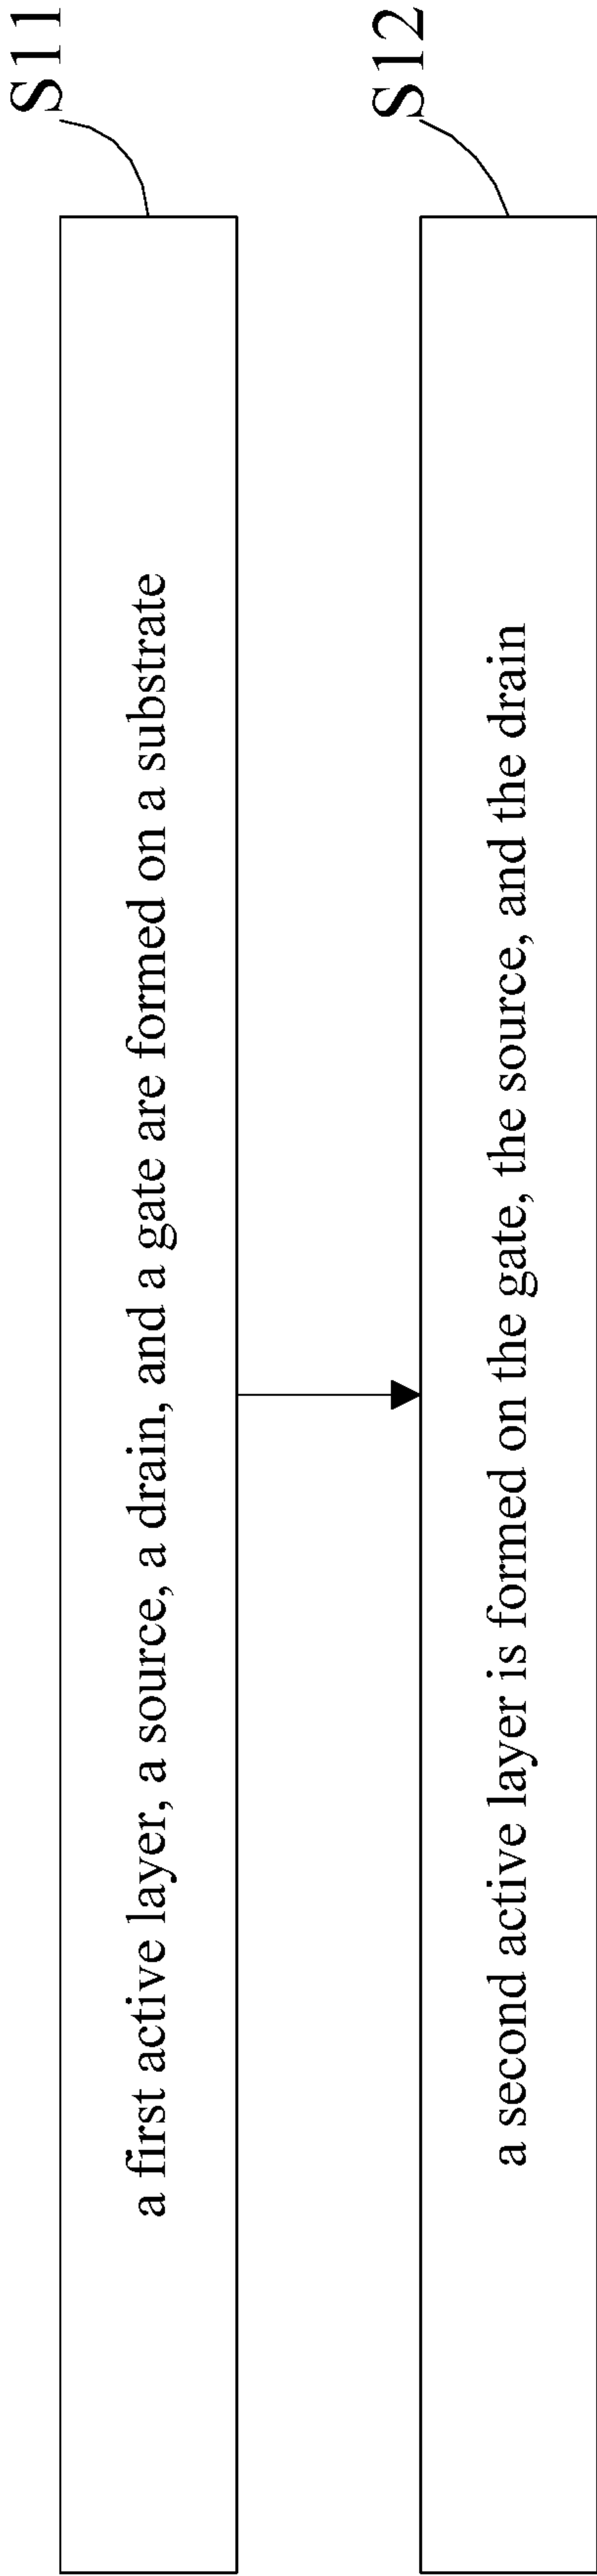 S11
a first active layer, a source, a drain, and a gate are formed on a substrate
S12
a second active layer is formed on the gate, the source, and the drain